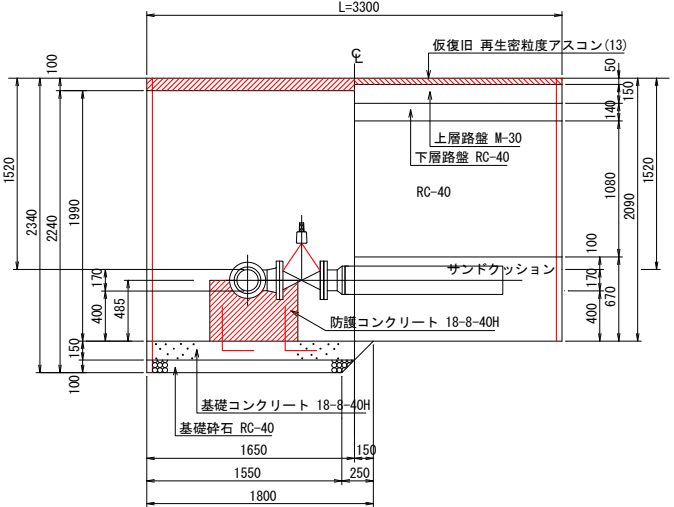 L=3300
℄
仮復旧 再生密粒度アスコン(13)
100
50
150
140
上層路盤 M-30
下層路盤 RC-40
RC-40
1520
2340
2240
1990
1080
2090
1520
100
サンドクッション
170
400
485
170
400
670
防護コンクリート 18-8-40H
150
100
基礎コンクリート 18-8-40H
基礎砕石 RC-40
1650
150
1550
250
1800